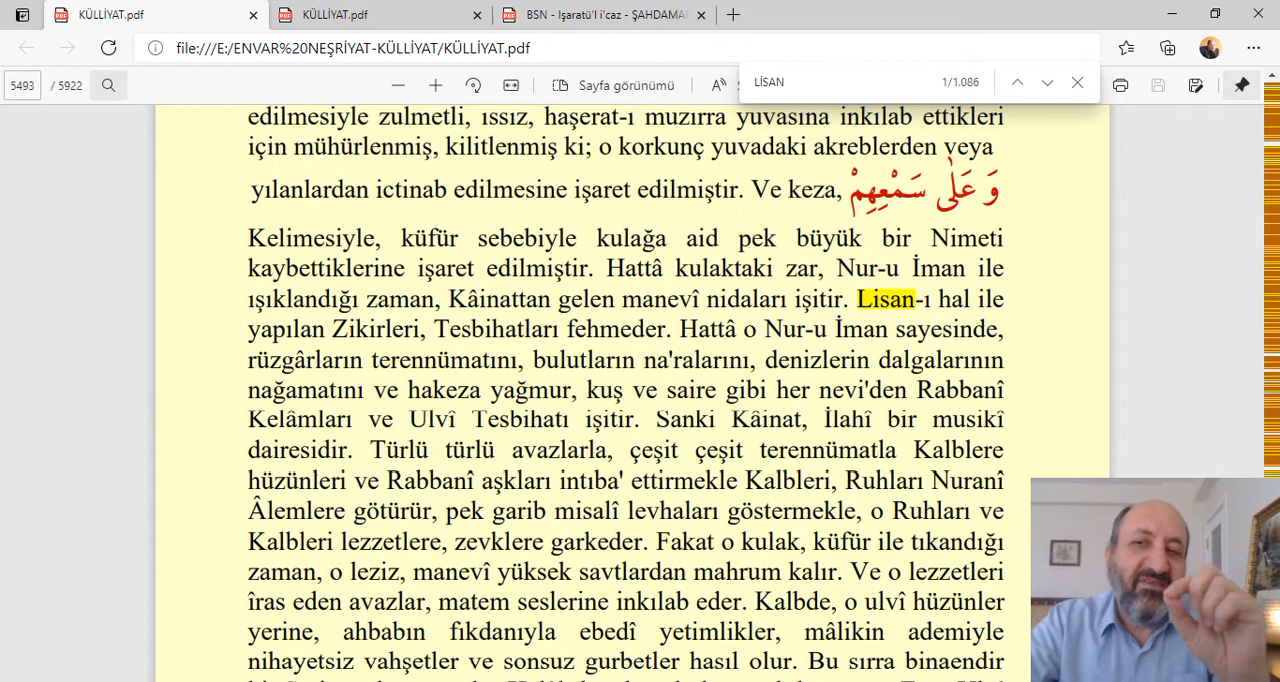 KÜLLİYAT.pdf
KÜLLİYAT.pdf
BSN - Işaratü'l i'caz - ŞAHDAMA
file:///E:/ENVAR%20NEŞRİYAT-KÜLLİYAT/KÜLLİYAT.pdf
5493 / 5922
Sayfa görünümü
LİSAN
1/1.086
edilmesiyle zulmetli, ıssız, haşerat-ı muzırra yuvasına inkılab ettikleri
için mühürlenmiş, kilitlenmiş ki; o korkunç yuvadaki akreblerden veya
yılanlardan ictinab edilmesine işaret edilmiştir. Ve keza, وَ عَلٰى سَمْعِهِمْ
Kelimesiyle, küfür sebebiyle kulağa aid pek büyük bir Nimeti
kaybettiklerine işaret edilmiştir. Hattâ kulaktaki zar, Nur-u İman ile
ışıklandığı zaman, Kâinattan gelen manevî nidaları işitir. Lisan-ı hal ile
yapılan Zikirleri, Tesbihatları fehmeder. Hattâ o Nur-u İman sayesinde,
rüzgârların terennümatını, bulutların na'ralarını, denizlerin dalgalarının
nağamatını ve hakeza yağmur, kuş ve saire gibi her nevi'den Rabbanî
Kelâmları ve Ulvî Tesbihatı işitir. Sanki Kâinat, İlahî bir musikî
dairesidir. Türlü türlü avazlarla, çeşit çeşit terennümatla Kalblere
hüzünleri ve Rabbanî aşkları intıba' ettirmekle Kalbleri, Ruhları Nuranî
Âlemlere götürür, pek garib misalî levhaları göstermekle, o Ruhları ve
Kalbleri lezzetlere, zevklere garkeder. Fakat o kulak, küfür ile tıkandığı
zaman, o leziz, manevî yüksek savtlardan mahrum kalır. Ve o lezzetleri
îras eden avazlar, matem seslerine inkılab eder. Kalbde, o ulvî hüzünler
yerine, ahbabın fıkdanıyla ebedî yetimlikler, mâlikin ademiyle
nihayetsiz vahşetler ve sonsuz gurbetler hasıl olur. Bu sırra binaendir